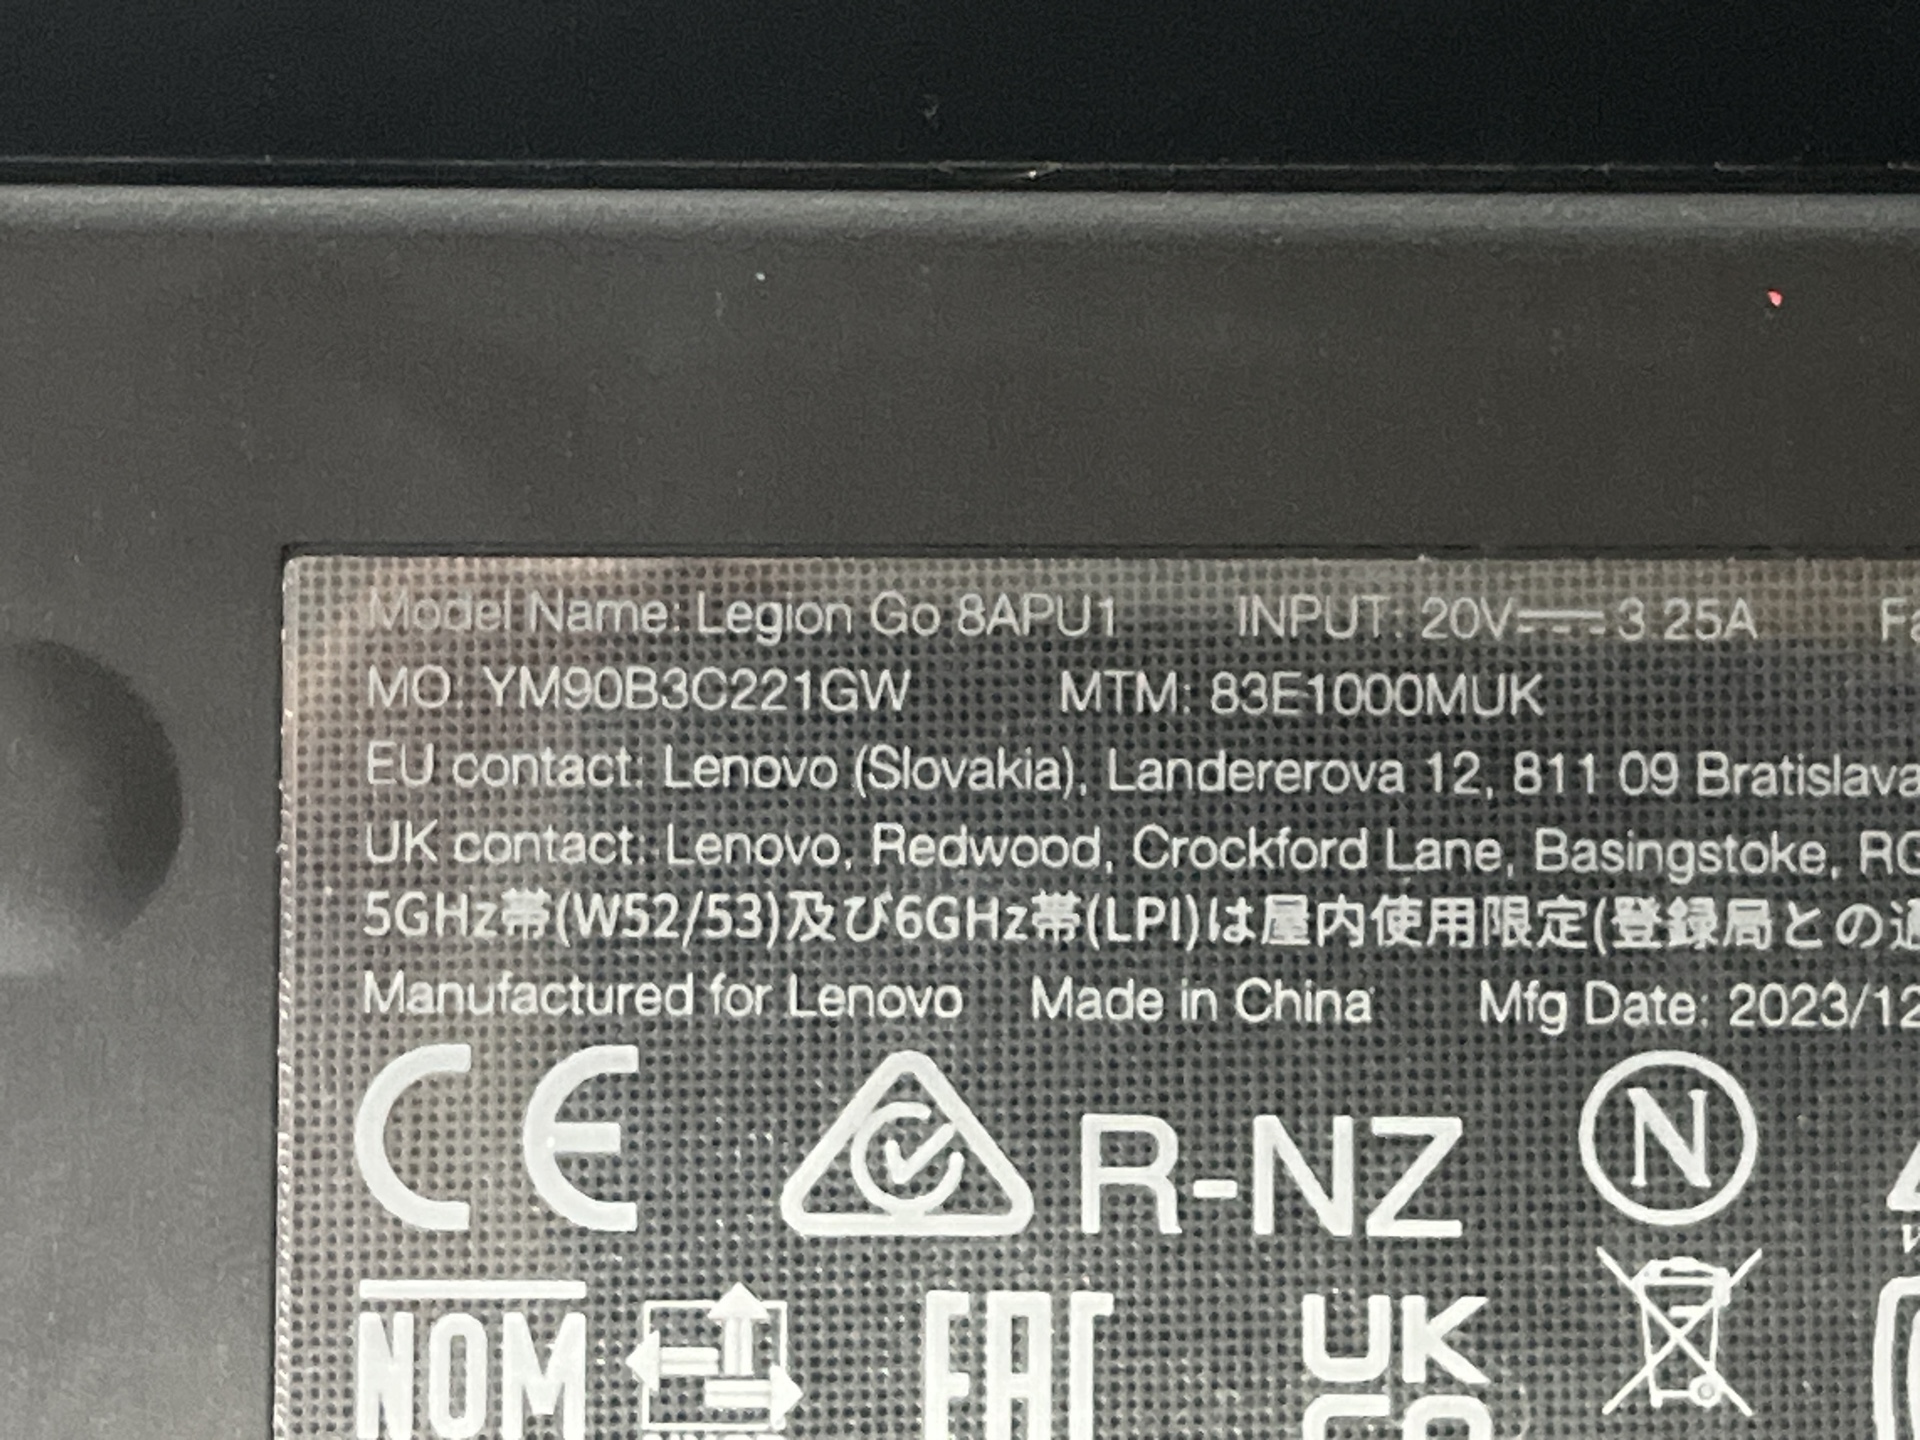 Model Name: Legion Go 8APU1 INPUT: 20V⎓3.25A
MO: YM90B3C221GW MTM: 83E1000MUK
EU contact: Lenovo (Slovakia), Landererova 12, 811 09 Bratislava
UK contact: Lenovo, Redwood, Crockford Lane, Basingstoke, RG
5GHz帯(W52/53)及び6GHz帯(LPI)は屋内使用限定(登録局との通
Manufactured for Lenovo Made in China Mfg Date: 2023/12
CE R-NZ N
NOM EAC UK